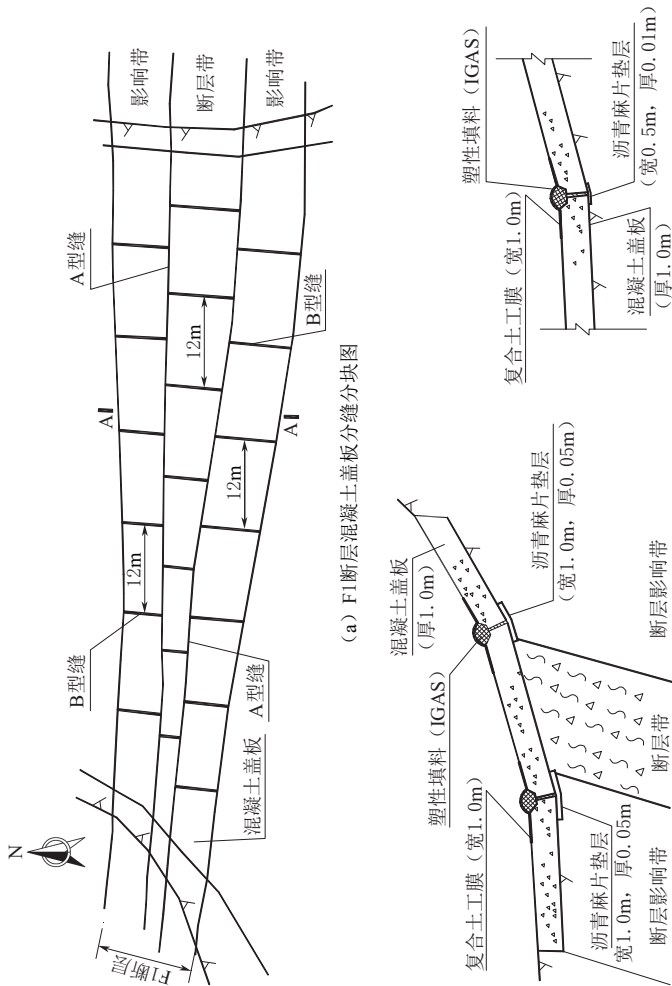 N
F1断层
B型缝
12m
A
A型缝
影响带
断层带
影响带
12m
12m
混凝土盖板
A型缝
A
B型缝
(a) F1断层混凝土盖板分缝分块图
复合土工膜（宽1.0m）
塑性填料（IGAS）
混凝土盖板
（厚1.0m）
沥青麻片垫层
宽1.0m，厚0.05m
沥青麻片垫层
（宽1.0m，厚0.05m）
断层影响带
断层带
断层影响带
复合土工膜（宽1.0m）
塑性填料（IGAS）
混凝土盖板
（厚1.0m）
沥青麻片垫层
（宽0.5m，厚0.01m）